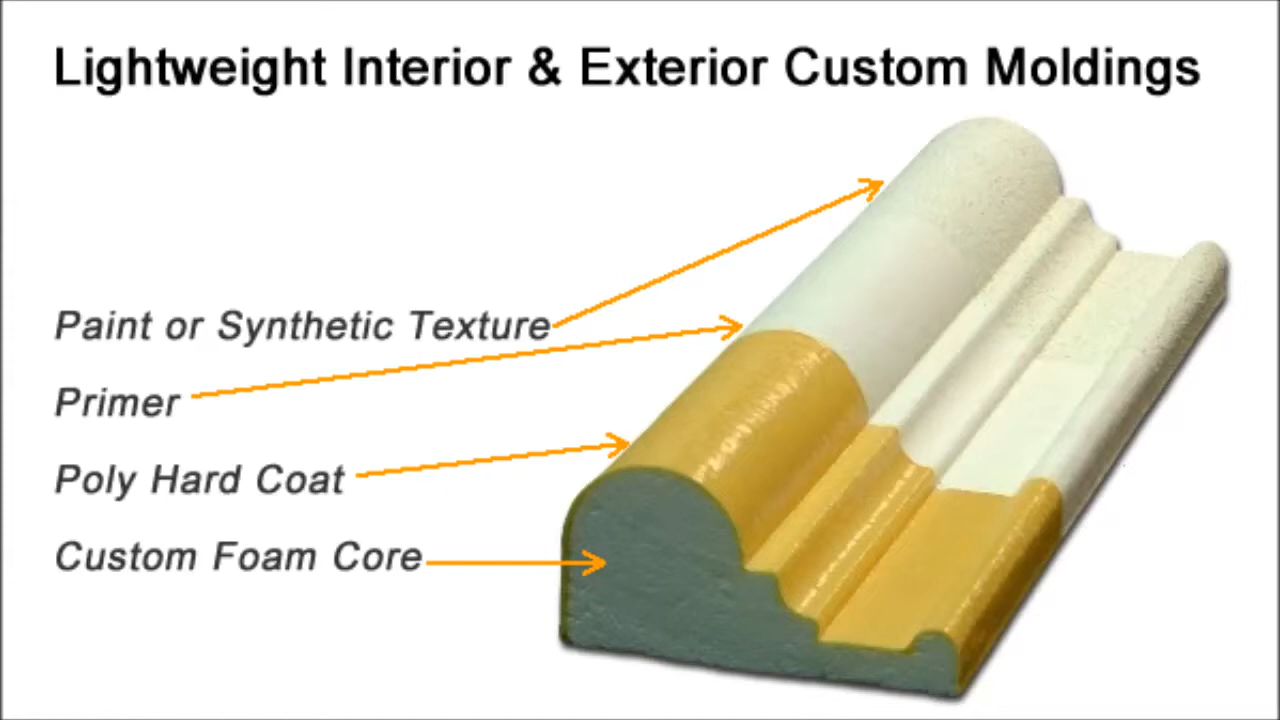 Lightweight Interior & Exterior Custom Moldings
Paint or Synthetic Texture
Primer
Poly Hard Coat
Custom Foam Core